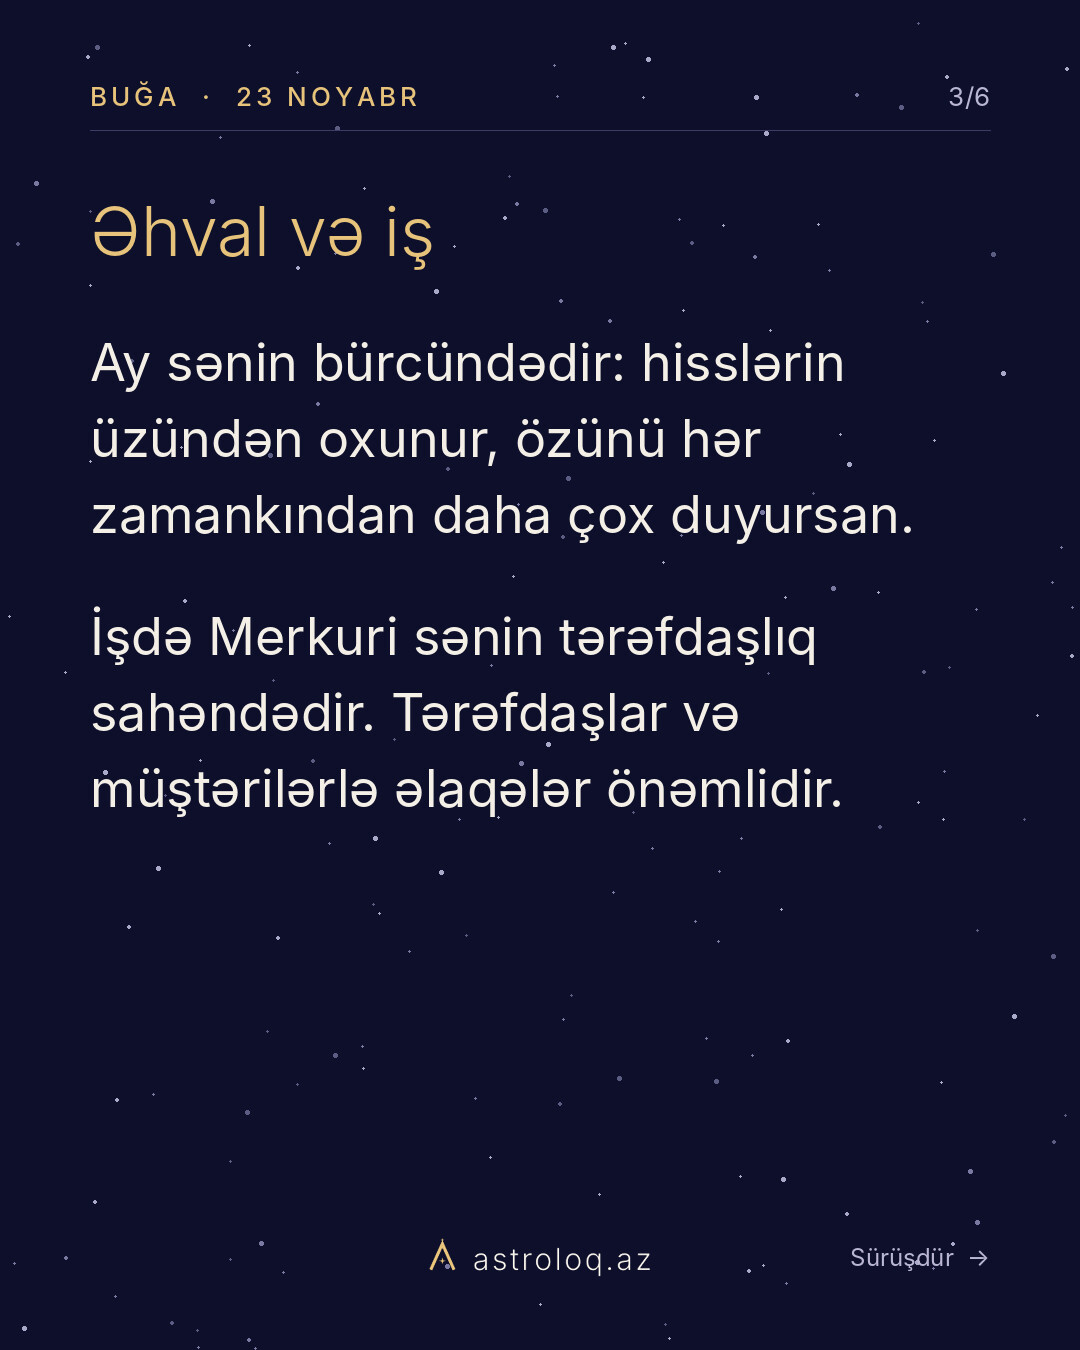 BUĞA · 23 NOYABR
3/6
Əhval və iş
Ay sənin bürcündədir: hisslərin
üzündən oxunur, özünü hər
zamankından daha çox duyursan.
İşdə Merkuri sənin tərəfdaşlıq
sahəndədir. Tərəfdaşlar və
müştərilərlə əlaqələr önəmlidir.
astroloq.az
Sürüşdür →